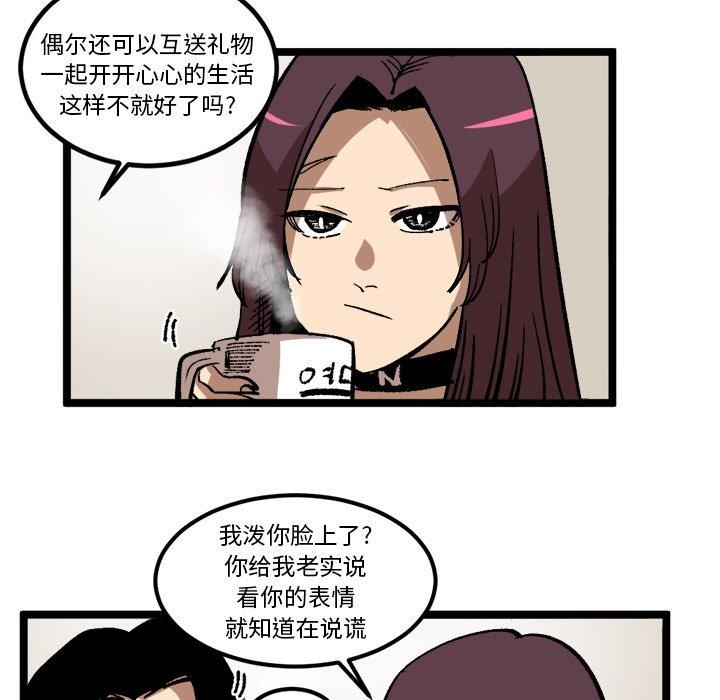 偶尔还可以互送礼物
一起开开心心的生活
这样不就好了吗?
N
我泼你脸上了?
你给我老实说
看你的表情
就知道在说谎